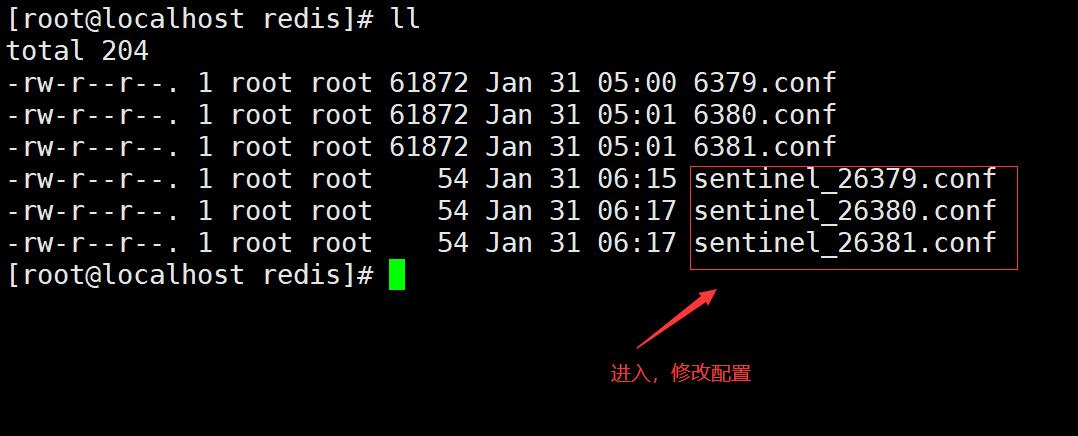 [root@localhost redis]# ll
total 204
-rw-r--r--. 1 root root 61872 Jan 31 05:00 6379.conf
-rw-r--r--. 1 root root 61872 Jan 31 05:01 6380.conf
-rw-r--r--. 1 root root 61872 Jan 31 05:01 6381.conf
-rw-r--r--. 1 root root    54 Jan 31 06:15 sentinel_26379.conf
-rw-r--r--. 1 root root    54 Jan 31 06:17 sentinel_26380.conf
-rw-r--r--. 1 root root    54 Jan 31 06:17 sentinel_26381.conf
[root@localhost redis]#
进入，修改配置